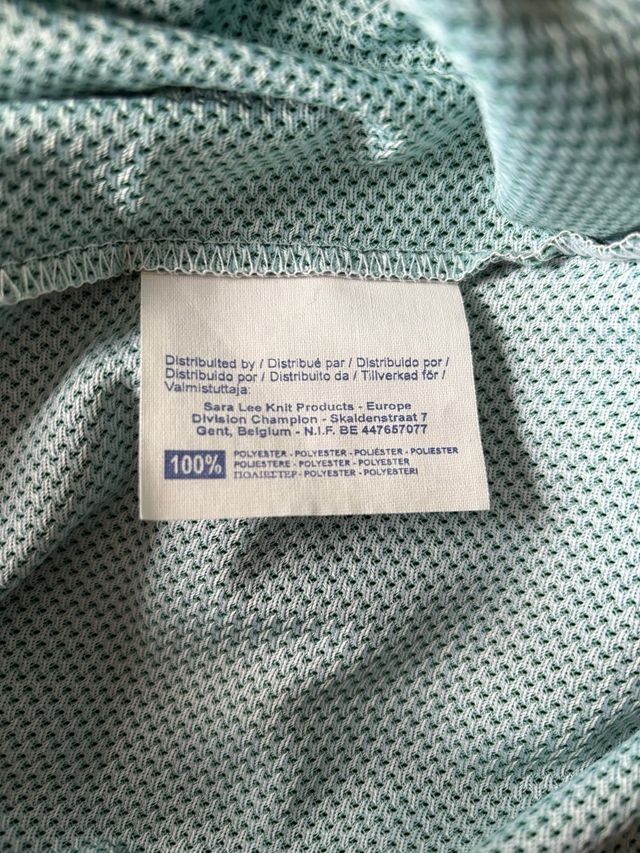 Distributed by / Distribué par / Distribuido por /
Distribuido por / Distribuito da / Tillverkad för /
Valmistuttaja:
Sara Lee Knit Products - Europe
Division Champion - Skaldenstraat 7
Gent, Belgium - N.I.F. BE 447657077
100% POLYESTER - POLYESTER - POLIÉSTER - POLIESTER
POLIESTERE - POLYESTER - POLYESTER
ΠΟΛΙΕΣΤΕΡ - POLYESTER - POLYESTERI